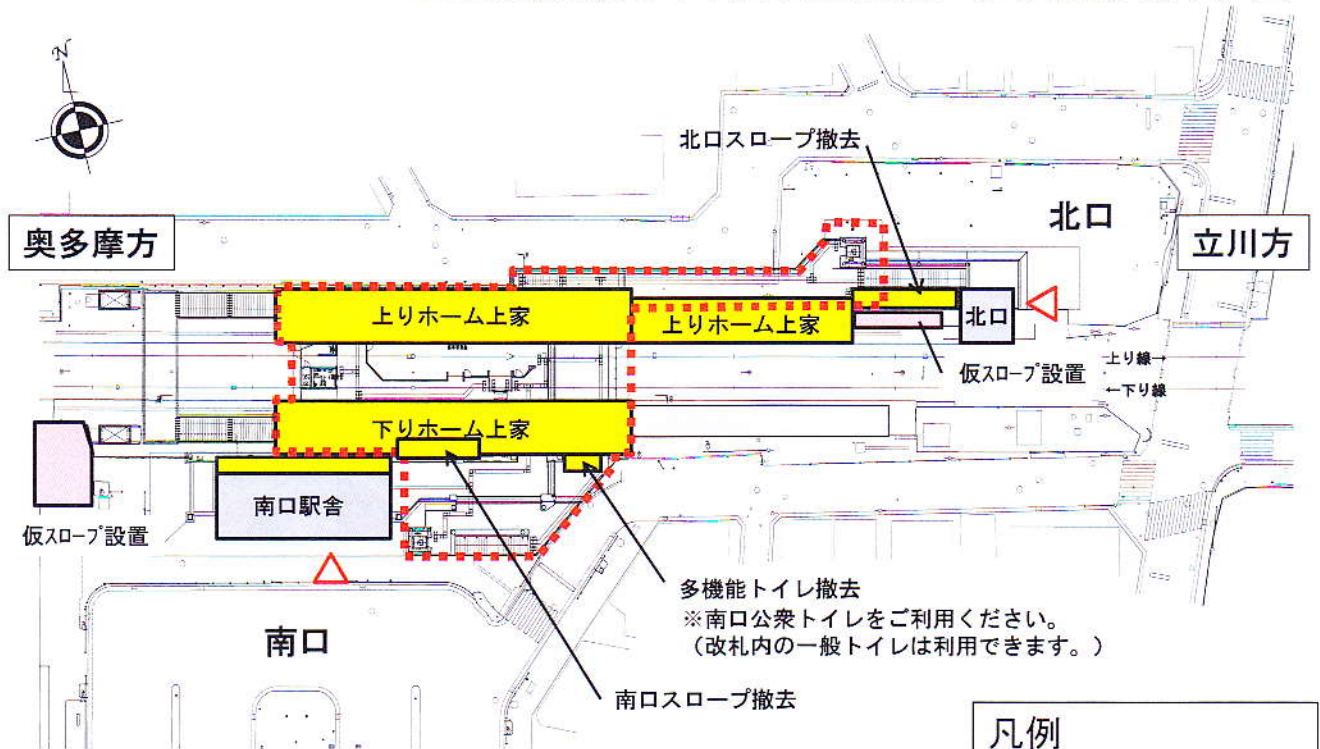 N
北口スロープ撤去
北口
奥多摩方
立川方
上りホーム上家
上りホーム上家
北口
上り線→
仮スロープ設置
←下り線
下りホーム上家
南口駅舎
仮スロープ設置
多機能トイレ撤去
※南口公衆トイレをご利用ください。
(改札内の一般トイレは利用できます。)
南口
南口スロープ撤去
凡例